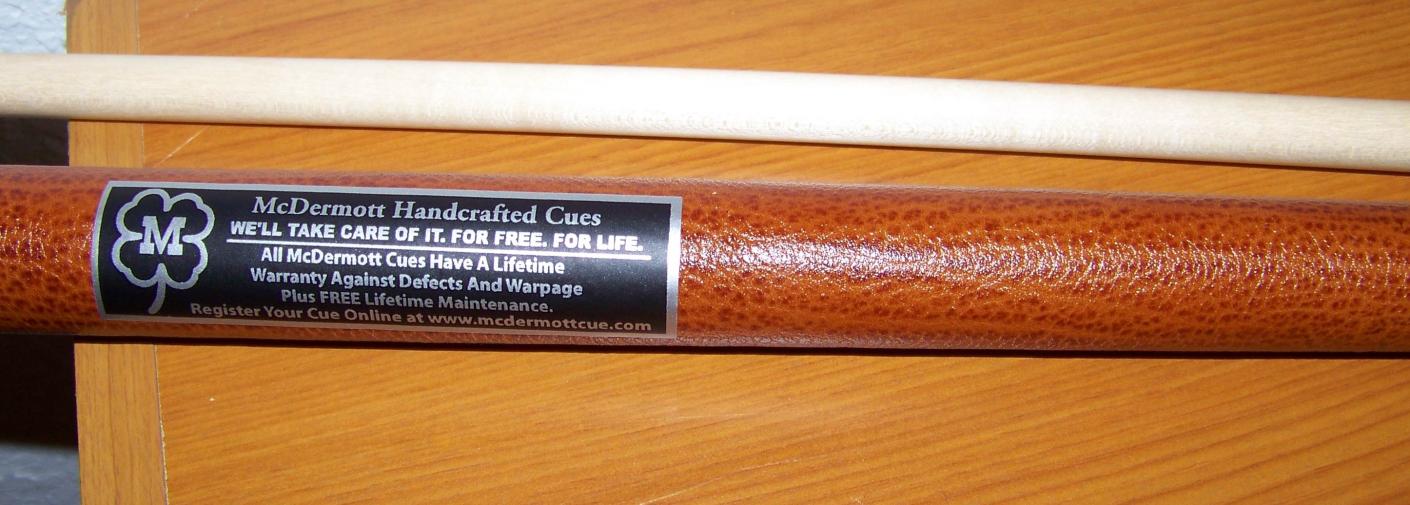 M
McDermott Handcrafted Cues
WE'LL TAKE CARE OF IT. FOR FREE. FOR LIFE.
All McDermott Cues Have A Lifetime
Warranty Against Defects And Warpage
Plus FREE Lifetime Maintenance.
Register Your Cue Online at www.mcdermottcue.com